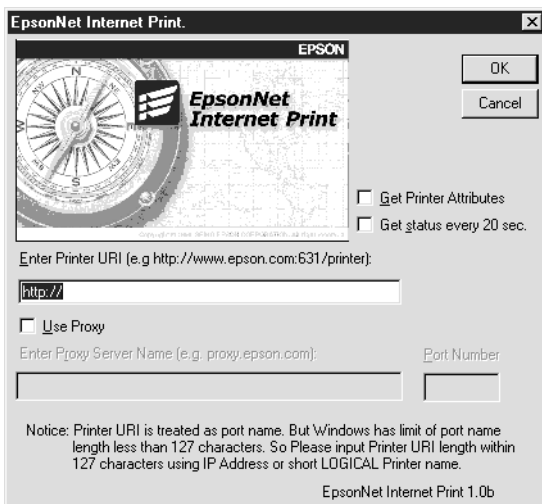 EpsonNet Internet Print.
EPSON
EpsonNet
Internet Print
N
W
S
OK
Cancel
Get Printer Attributes
Get status every 20 sec.
Enter Printer URI (e.g http://www.epson.com:631/printer):
http://
Use Proxy
Enter Proxy Server Name (e.g. proxy.epson.com):
Port Number
Notice: Printer URI is treated as port name. But Windows has limit of port name
length less than 127 characters. So Please input Printer URI length within
127 characters using IP Address or short LOGICAL Printer name.
EpsonNet Internet Print 1.0b